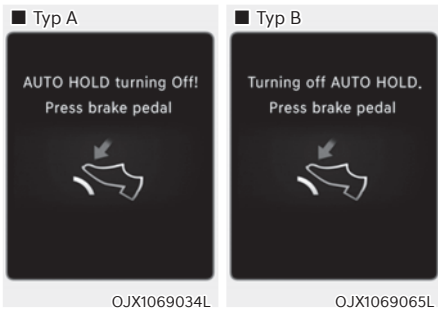 ■ Typ A
AUTO HOLD turning Off!
Press brake pedal
OJX1069034L
■ Typ B
Turning off AUTO HOLD.
Press brake pedal
OJX1069065L